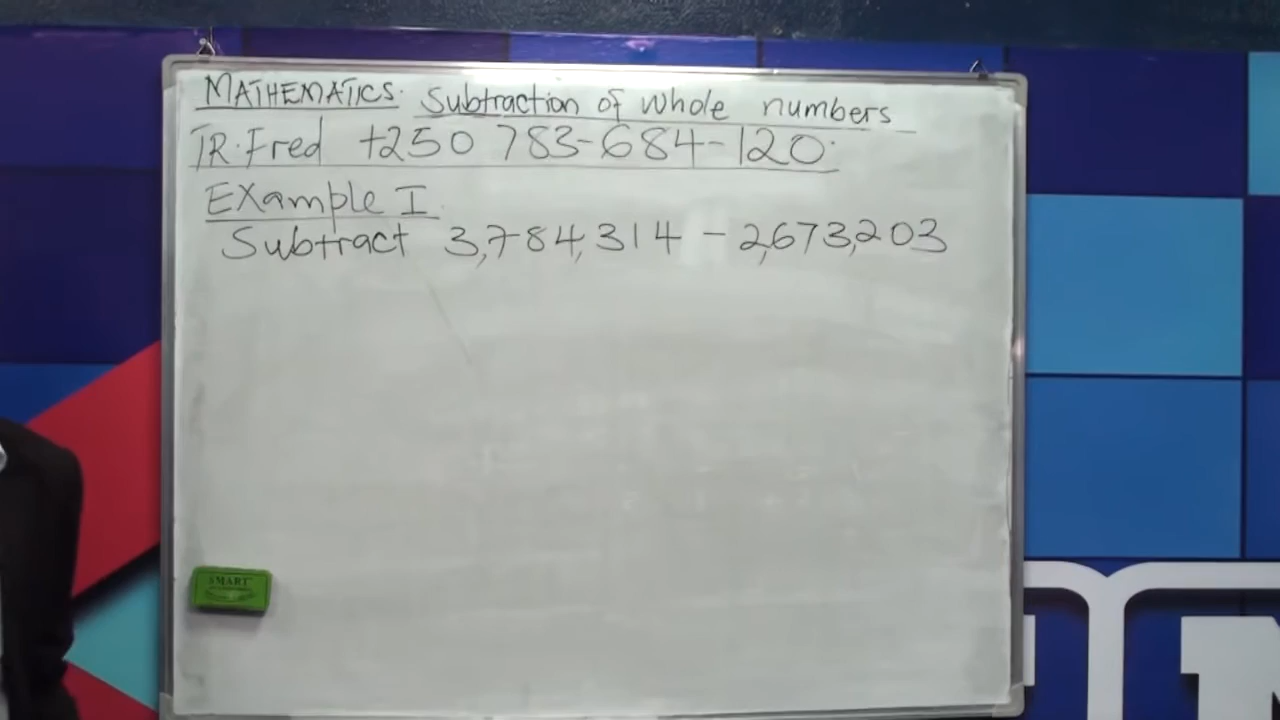 MATHEMATICS. Subtraction of whole numbers
TR. Fred +250 783-684-120.
Example I
Subtract 3,784,314 - 2,673,203
SMART